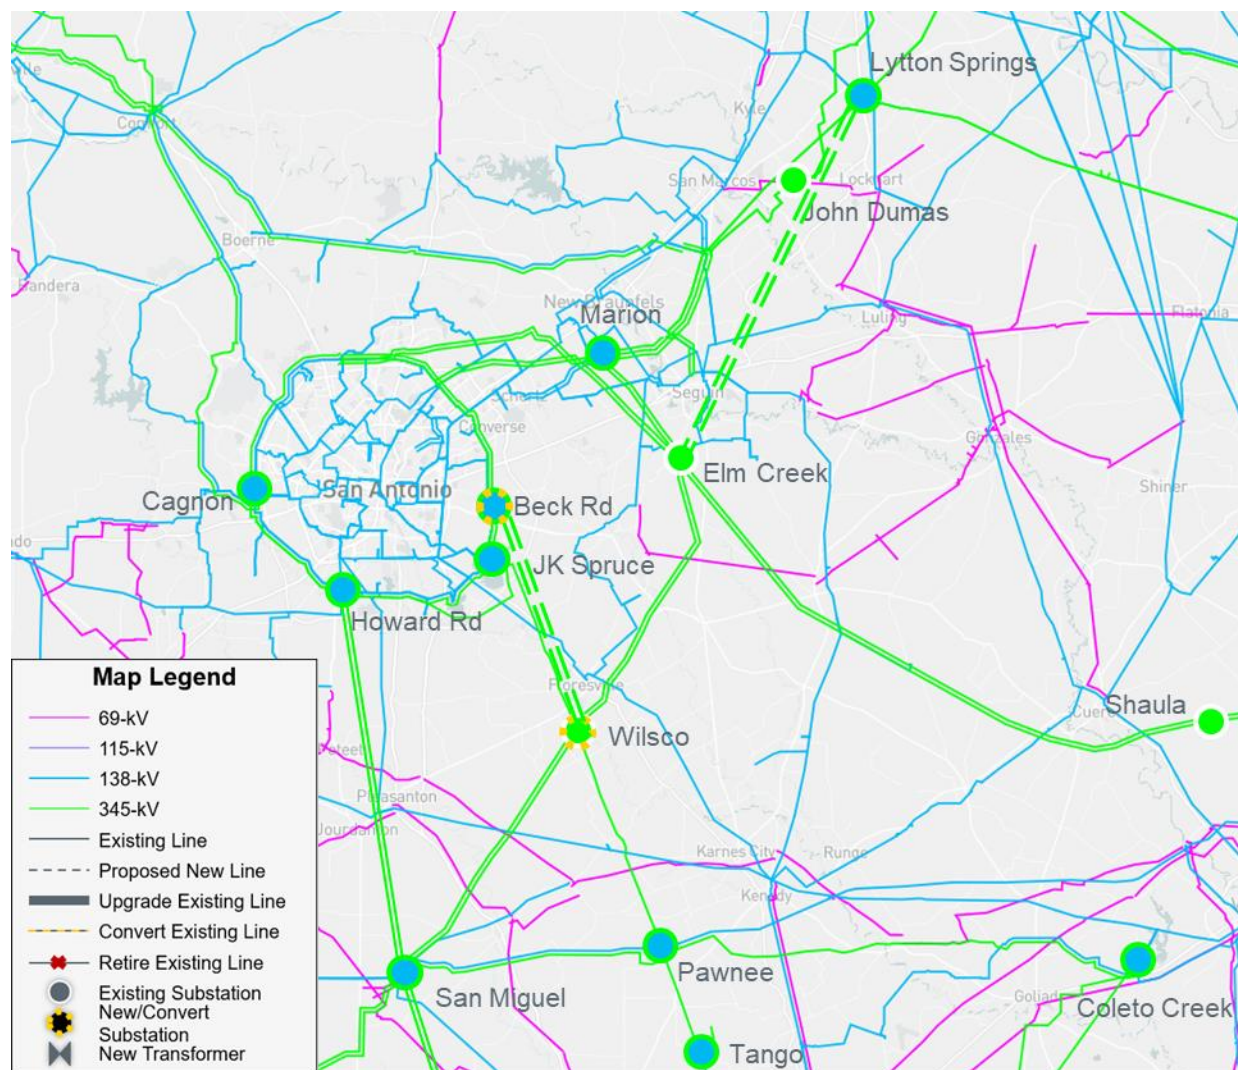 Lytton Springs
Kyle
Comfort
San Marcos
Lockhart
John Dumas
Boerne
Bandera
New Braunfels
Marion
Luling
Flatonia
Schertz
Seguin
Converse
Gonzales
Elm Creek
Cagnon
San Antonio
Beck Rd
Shiner
JK Spruce
Howard Rd
Map Legend
Floresville
Shaula
Cuero
69-kV
Wilsco
115-kV
Poteet
138-kV
Pleasanton
345-kV
Jourdanton
Existing Line
Karnes City
Runge
Proposed New Line
Kenedy
Upgrade Existing Line
Convert Existing Line
Retire Existing Line
Pawnee
Existing Substation
San Miguel
Goliad
Coleto Creek
New/Convert
Substation
New Transformer
Tango